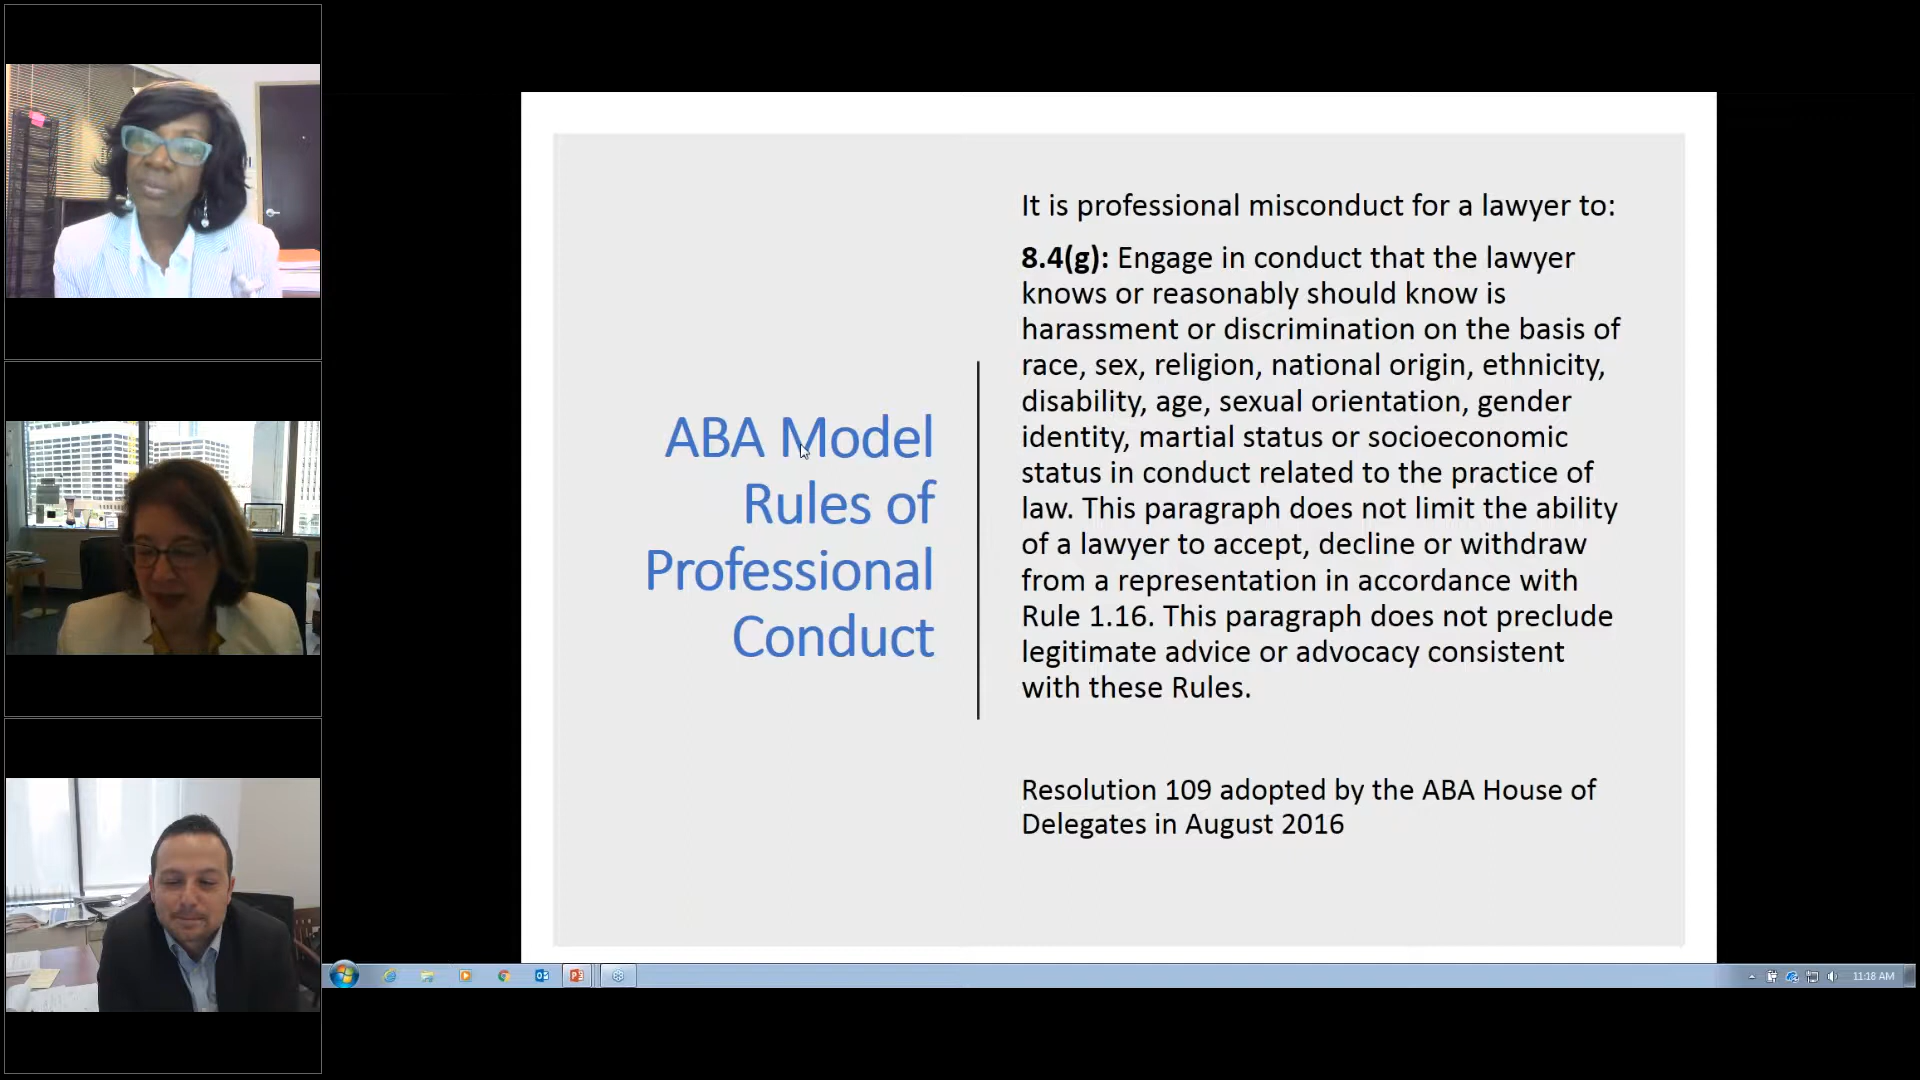 ABA Model
Rules of
Professional
Conduct
It is professional misconduct for a lawyer to:
8.4(g): Engage in conduct that the lawyer
knows or reasonably should know is
harassment or discrimination on the basis of
race, sex, religion, national origin, ethnicity,
disability, age, sexual orientation, gender
identity, martial status or socioeconomic
status in conduct related to the practice of
law. This paragraph does not limit the ability
of a lawyer to accept, decline or withdraw
from a representation in accordance with
Rule 1.16. This paragraph does not preclude
legitimate advice or advocacy consistent
with these Rules.
Resolution 109 adopted by the ABA House of
Delegates in August 2016
11:18 AM